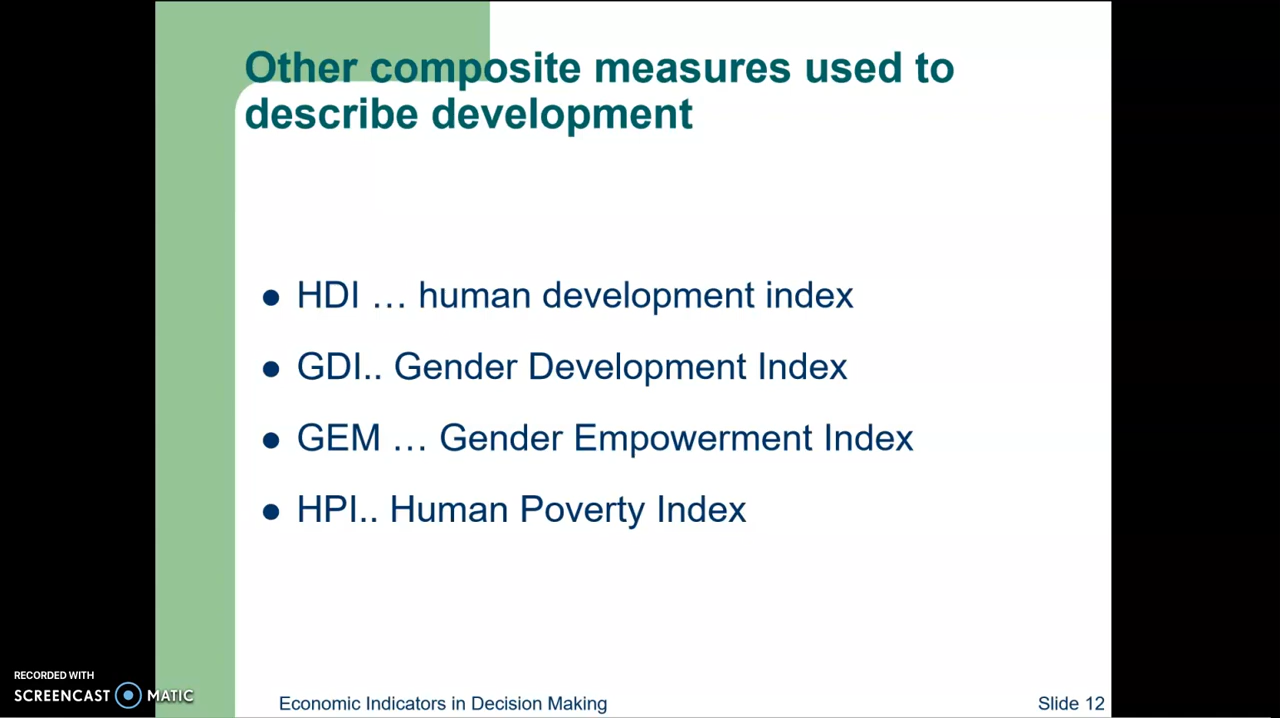 Other composite measures used to
describe development
● HDI … human development index
● GDI.. Gender Development Index
● GEM … Gender Empowerment Index
● HPI.. Human Poverty Index
RECORDED WITH
SCREENCAST MATIC
Economic Indicators in Decision Making
Slide 12